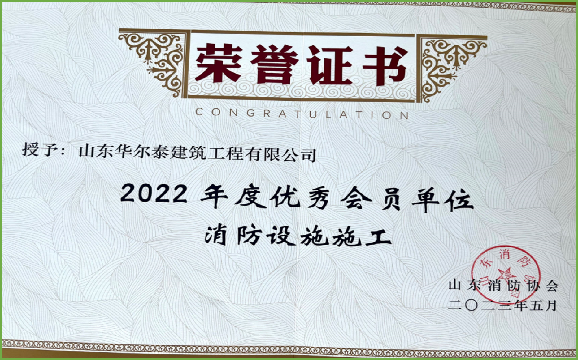 荣誉证书
CONGRATULATION
授予：山东华尔泰建筑工程有限公司
2022年度优秀会员单位
消防设施施工
山东消防协会
二〇二三年五月